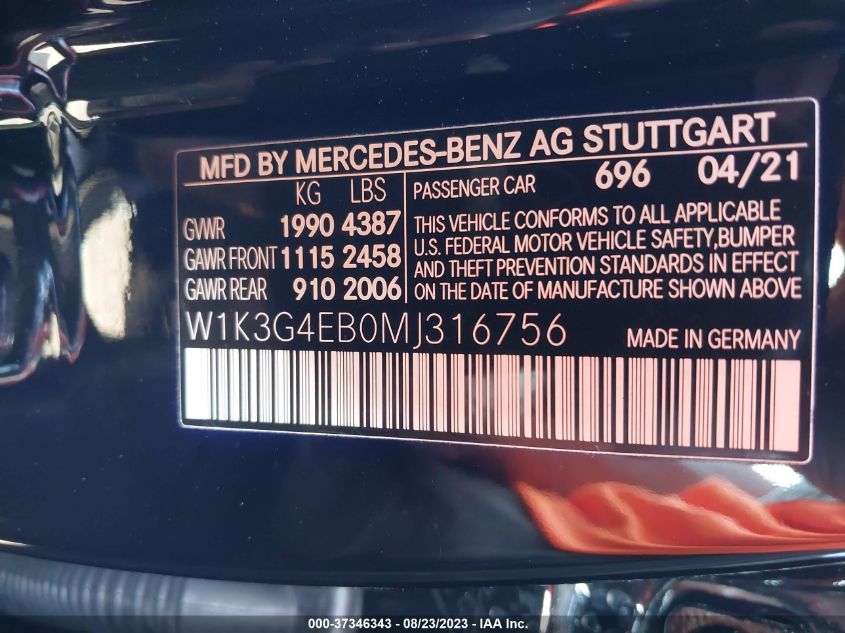 MFD BY MERCEDES-BENZ AG STUTTGART
KG LBS
GVWR 1990 4387
GAWR FRONT 1115 2458
GAWR REAR 910 2006
PASSENGER CAR 696 04/21
THIS VEHICLE CONFORMS TO ALL APPLICABLE
U.S. FEDERAL MOTOR VEHICLE SAFETY,BUMPER
AND THEFT PREVENTION STANDARDS IN EFFECT
ON THE DATE OF MANUFACTURE SHOWN ABOVE
W1K3G4EB0MJ316756 MADE IN GERMANY
000-37346343 / 08/23/2023 - IAA Inc.